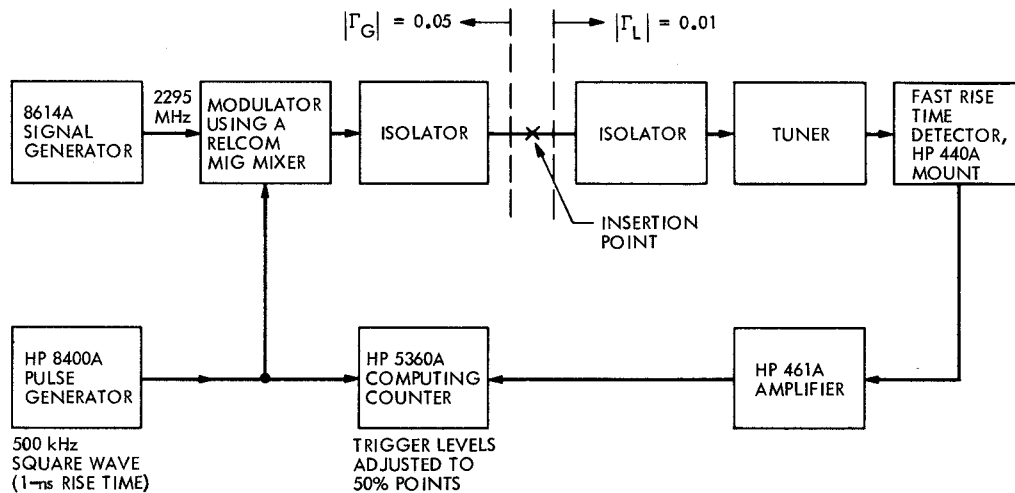 |Γ_G| = 0.05
|Γ_L| = 0.01
8614A
SIGNAL
GENERATOR
2295
MHz
MODULATOR
USING A
RELCOM
MIG MIXER
ISOLATOR
ISOLATOR
TUNER
FAST RISE
TIME
DETECTOR,
HP 440A
MOUNT
INSERTION
POINT
HP 8400A
PULSE
GENERATOR
HP 5360A
COMPUTING
COUNTER
HP 461A
AMPLIFIER
500 kHz
SQUARE WAVE
(1-ns RISE TIME)
TRIGGER LEVELS
ADJUSTED TO
50% POINTS